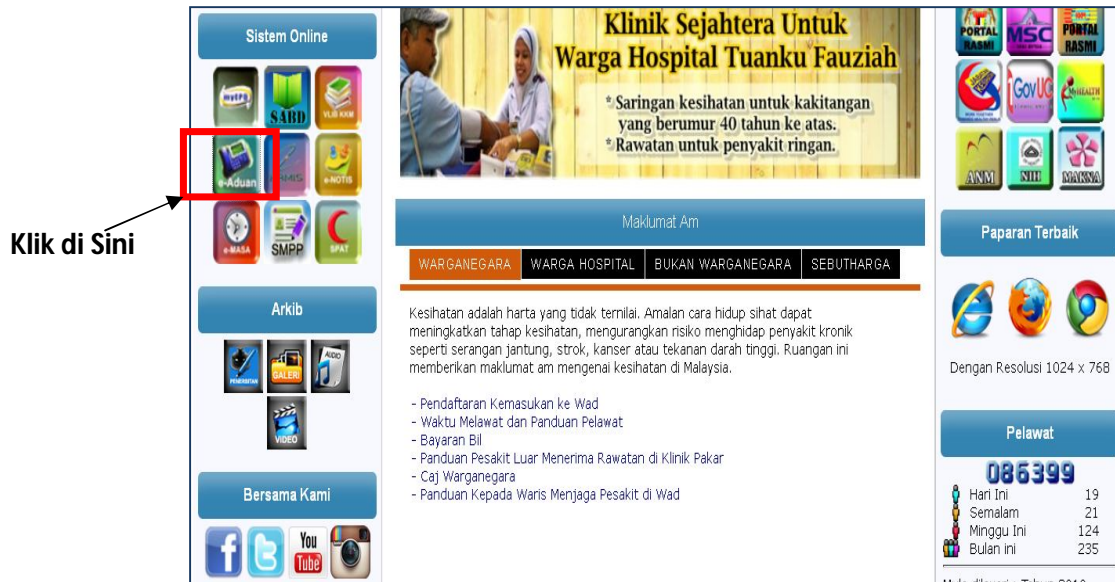 Klik di Sini
Sistem Online
myEPB
SABD
VLIB KKM
e-Aduan
e-NOTIS
e-MASA
SMPP
SPAT
Arkib
PENERBITAN
GALERI
AUDIO
VIDEO
Bersama Kami
You
Tube
Klinik Sejahtera Untuk
Warga Hospital Tuanku Fauziah
* Saringan kesihatan untuk kakitangan
yang berumur 40 tahun ke atas.
* Rawatan untuk penyakit ringan.
Maklumat Am
WARGANEGARA
WARGA HOSPITAL
BUKAN WARGANEGARA
SEBUTHARGA
Kesihatan adalah harta yang tidak ternilai. Amalan cara hidup sihat dapat
meningkatkan tahap kesihatan, mengurangkan risiko menghidap penyakit kronik
seperti serangan jantung, strok, kanser atau tekanan darah tinggi. Ruangan ini
memberikan maklumat am mengenai kesihatan di Malaysia.
- Pendaftaran Kemasukan ke Wad
- Waktu Melawat dan Panduan Pelawat
- Bayaran Bil
- Panduan Pesakit Luar Menerima Rawatan di Klinik Pakar
- Caj Warganegara
- Panduan Kepada Waris Menjaga Pesakit di Wad
PORTAL
RASMI
MSC
PORTAL
RASMI
iGovUC
MyHEALTH
ANM
NIH
MAKNA
Paparan Terbaik
Dengan Resolusi 1024 x 768
Pelawat
086399
Hari Ini 19
Semalam 21
Minggu Ini 124
Bulan ini 235